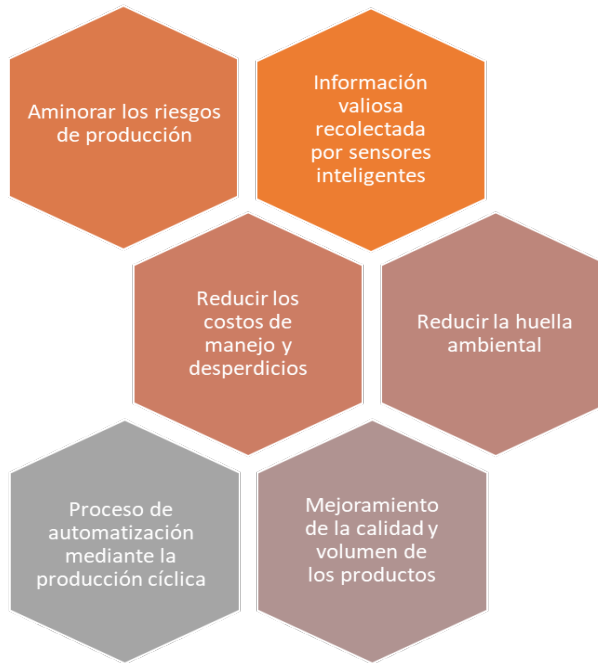 Aminorar los riesgos
de producción
Información
valiosa
recolectada
por sensores
inteligentes
Reducir los
costos de
manejo y
desperdicios
Reducir la huella
ambiental
Proceso de
automatización
mediante la
producción cíclica
Mejoramiento
de la calidad y
volumen de
los productos